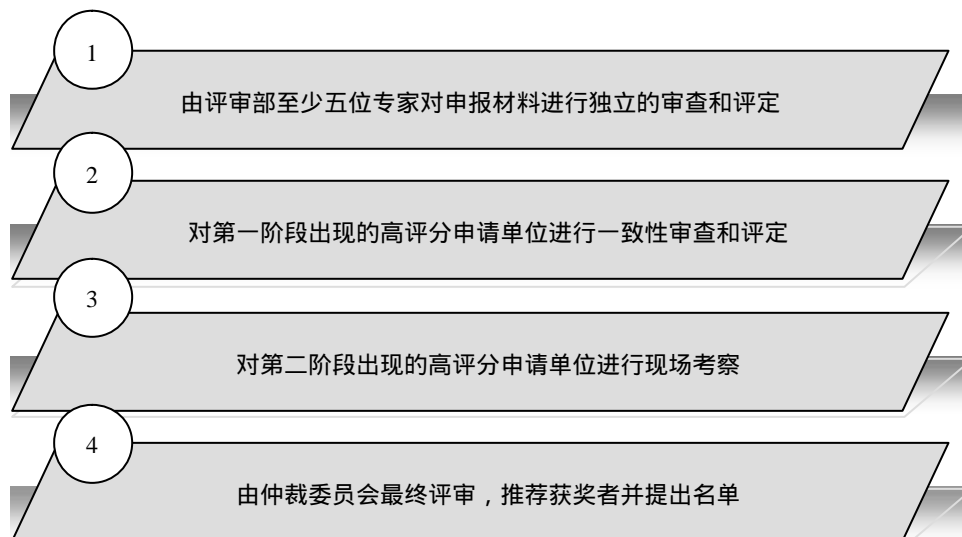 1
由评审部至少五位专家对申报材料进行独立的审查和评定
2
对第一阶段出现的高评分申请单位进行一致性审查和评定
3
对第二阶段出现的高评分申请单位进行现场考察
4
由仲裁委员会最终评审，推荐获奖者并提出名单